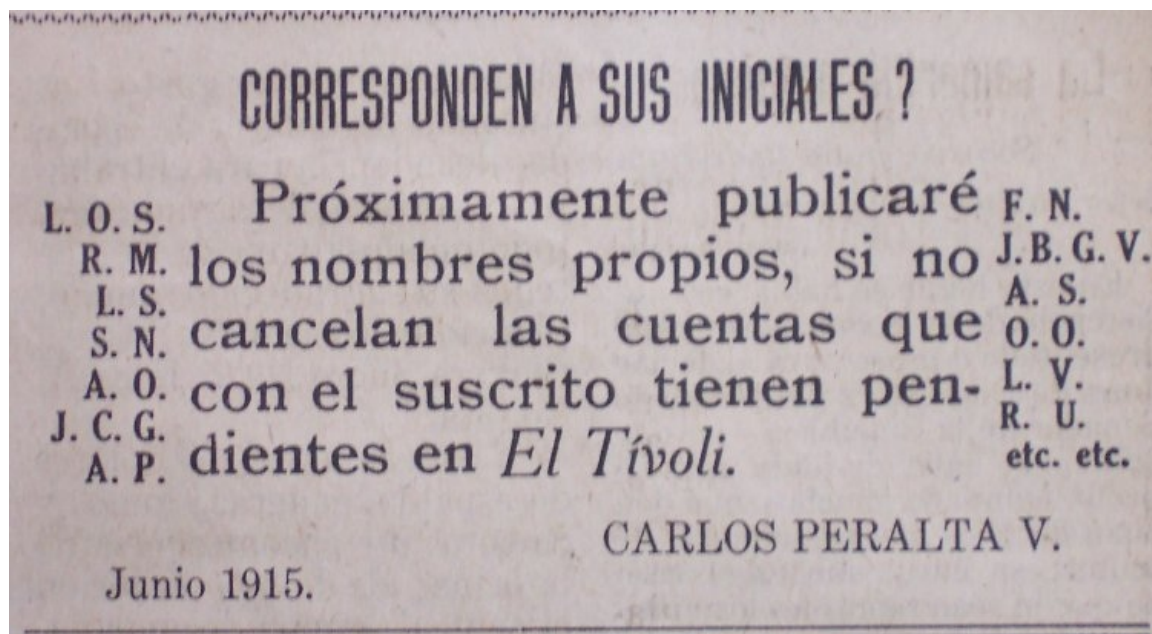 CORRESPONDEN A SUS INICIALES.?
L. O. S.
R. M.
L. S.
S. N.
A. O.
J. C. G.
A. P.
Próximamente publicaré
los nombres propios, si no
cancelan las cuentas que
con el suscrito tienen pen-
dientes en El Tívoli.
F. N.
J. B. G. V.
A. S.
O. O.
L. V.
R. U.
etc. etc.
CARLOS PERALTA V.
Junio 1915.